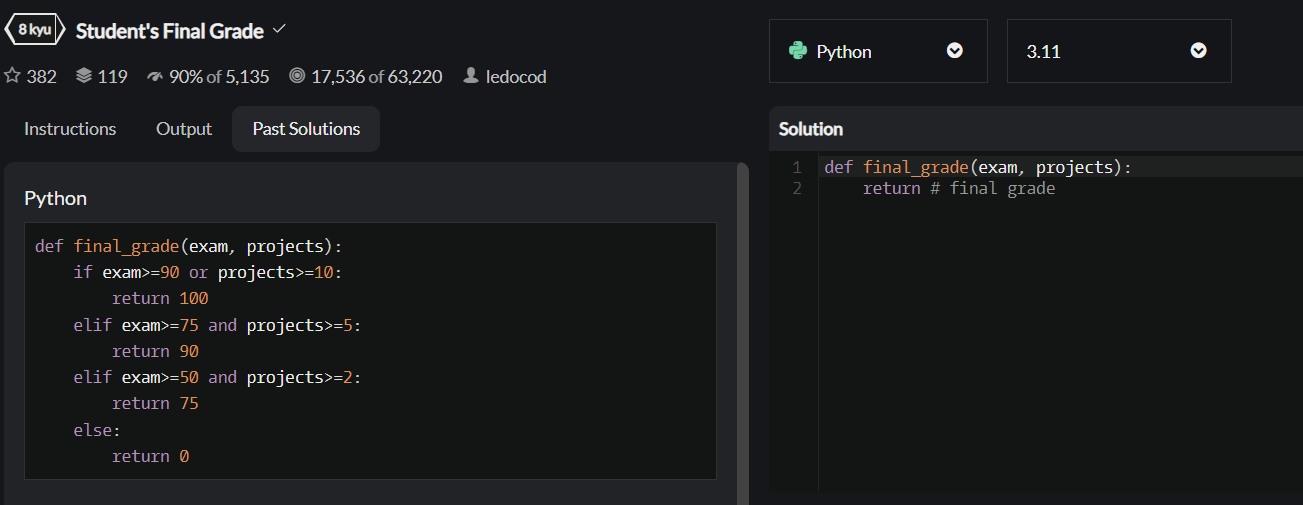 8 kyu Student's Final Grade
382 119 90% of 5,135 17,536 of 63,220 ledocod
Instructions Output Past Solutions
Python
def final_grade(exam, projects):
    if exam>=90 or projects>=10:
        return 100
    elif exam>=75 and projects>=5:
        return 90
    elif exam>=50 and projects>=2:
        return 75
    else:
        return 0
Python 3.11
Solution
1 def final_grade(exam, projects):
2     return # final grade